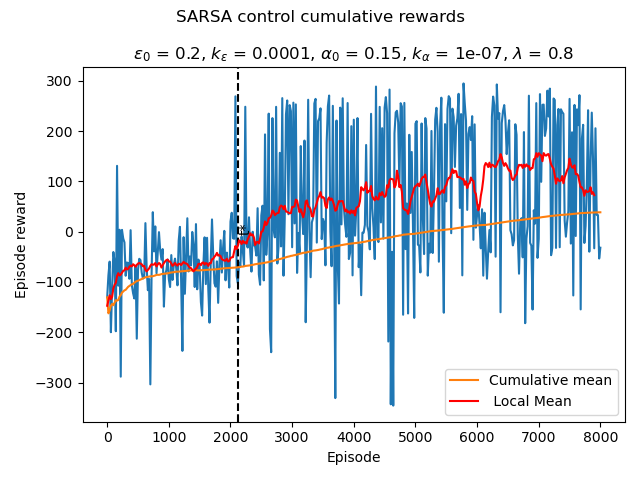 SARSA control cumulative rewards
ε₀ = 0.2, kε = 0.0001, α₀ = 0.15, kα = 1e-07, λ = 0.8
Episode reward
300
200
100
0
−100
−200
−300
Cumulative mean
Local Mean
0 1000 2000 3000 4000 5000 6000 7000 8000
Episode